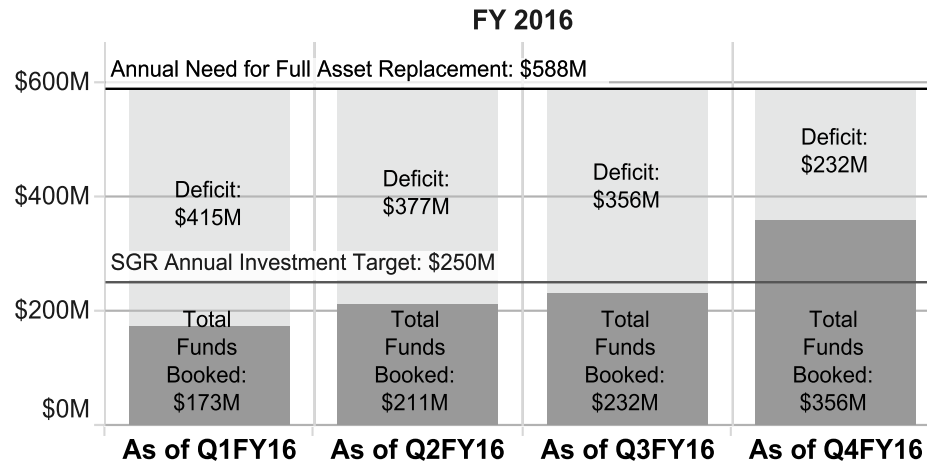 FY 2016
$600M
$400M
$200M
$0M
Annual Need for Full Asset Replacement: $588M
SGR Annual Investment Target: $250M
Deficit:
$415M
Total
Funds
Booked:
$173M
As of Q1FY16
Deficit:
$377M
Total
Funds
Booked:
$211M
As of Q2FY16
Deficit:
$356M
Total
Funds
Booked:
$232M
As of Q3FY16
Deficit:
$232M
Total
Funds
Booked:
$356M
As of Q4FY16